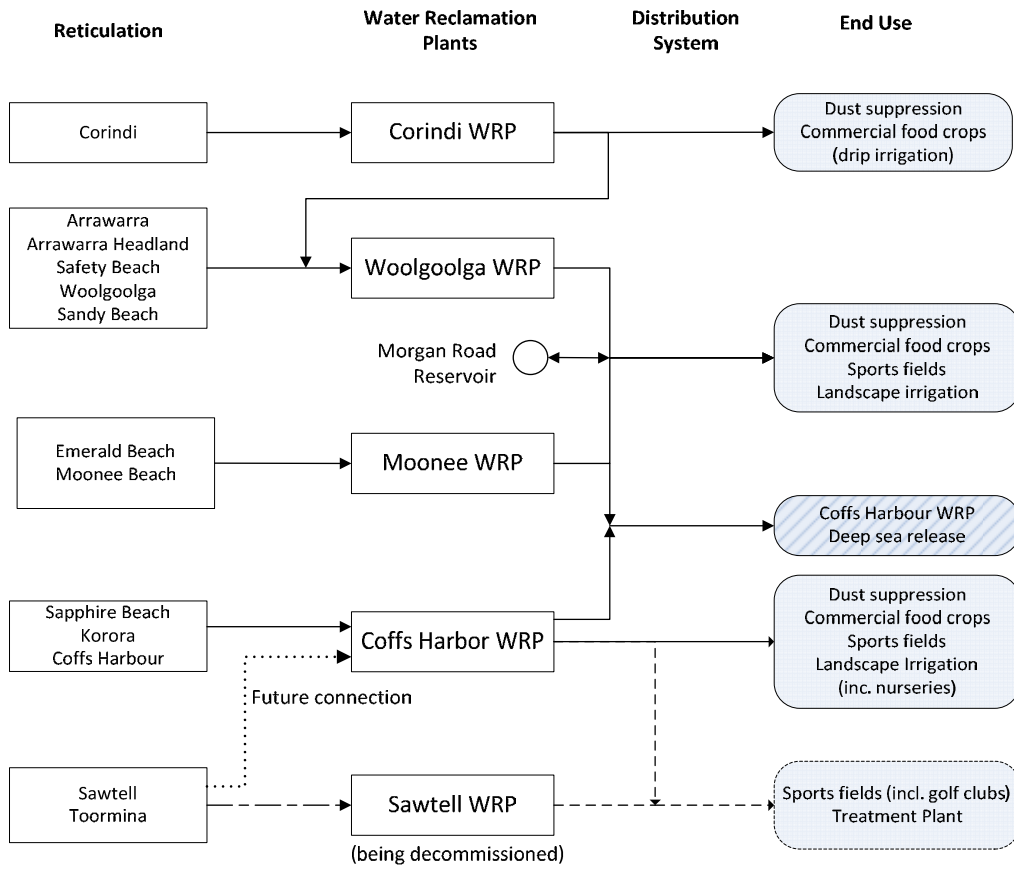 Reticulation
Water Reclamation
Plants
Distribution
System
End Use
Corindi
Corindi WRP
Dust suppression
Commercial food crops
(drip irrigation)
Arrawarra
Arrawarra Headland
Safety Beach
Woolgoolga
Sandy Beach
Woolgoolga WRP
Morgan Road
Reservoir
Dust suppression
Commercial food crops
Sports fields
Landscape irrigation
Emerald Beach
Moonee Beach
Moonee WRP
Coffs Harbour WRP
Deep sea release
Sapphire Beach
Korora
Coffs Harbour
Coffs Harbor WRP
Dust suppression
Commercial food crops
Sports fields
Landscape Irrigation
(inc. nurseries)
Future connection
Sawtell
Toormina
Sawtell WRP
(being decommissioned)
Sports fields (incl. golf clubs)
Treatment Plant